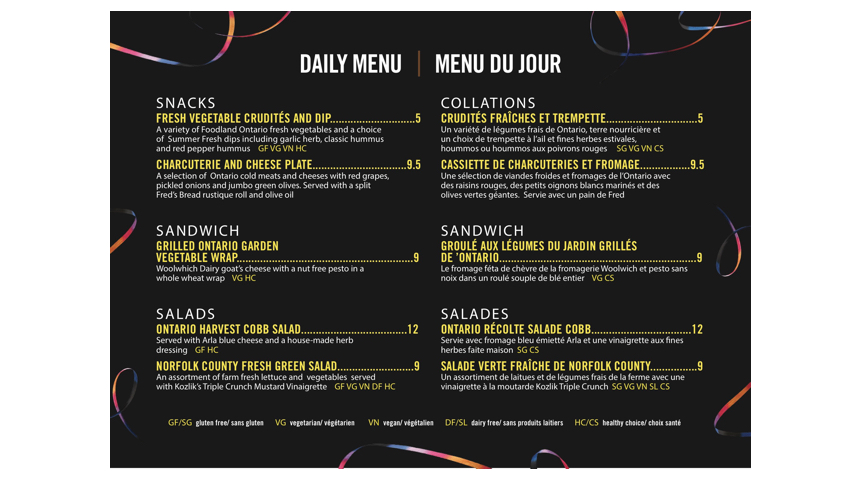 DAILY MENU | MENU DU JOUR
SNACKS
FRESH VEGETABLE CRUDITÉS AND DIP............................5
A variety of Foodland Ontario fresh vegetables and a choice
of Summer Fresh dips including garlic herb, classic hummus
and red pepper hummus GF VG VN HC
CHARCUTERIE AND CHEESE PLATE................................9.5
A selection of Ontario cold meats and cheeses with red grapes,
pickled onions and jumbo green olives. Served with a split
Fred's Bread rustique roll and olive oil
SANDWICH
GRILLED ONTARIO GARDEN
VEGETABLE WRAP.............................................................9
Woolwhich Dairy goat's cheese with a nut free pesto in a
whole wheat wrap VG HC
SALADS
ONTARIO HARVEST COBB SALAD....................................12
Served with Arla blue cheese and a house-made herb
dressing GF HC
NORFOLK COUNTY FRESH GREEN SALAD..........................9
An assortment of farm fresh lettuce and vegetables served
with Kozlik's Triple Crunch Mustard Vinaigrette GF VG VN DF HC
COLLATIONS
CRUDITÉS FRAÎCHES ET TREMPETTE...............................5
Un variété de légumes frais de Ontario, terre nourricière et
un choix de trempette à l'ail et fines herbes estivales,
hoummos ou hoummos aux poivrons rouges SG VG VN CS
CASSIETTE DE CHARCUTERIES ET FROMAGE.................9.5
Une sélection de viandes froides et fromages de l'Ontario avec
des raisins rouges, des petits oignons blancs marinés et des
olives vertes géantes. Servie avec un pain de Fred
SANDWICH
GROULÉ AUX LÉGUMES DU JARDIN GRILLÉS
DE 'ONTARIO..................................................................9
Le fromage féta de chèvre de la fromagerie Woolwich et pesto sans
noix dans un roulé souple de blé entier VG CS
SALADES
ONTARIO RÉCOLTE SALADE COBB..................................12
Servie avec fromage bleu émietté Arla et une vinaigrette aux fines
herbes faite maison SG CS
SALADE VERTE FRAÎCHE DE NORFOLK COUNTY................9
Un assortiment de laitues et de légumes frais de la ferme avec une
vinaigrette à la moutarde Kozlik Triple Crunch SG VG VN SL CS
GF/SG gluten free/ sans gluten VG vegetarian/ végétarien VN vegan/ végétalien DF/SL dairy free/ sans produits laitiers HC/CS healthy choice/ choix santé